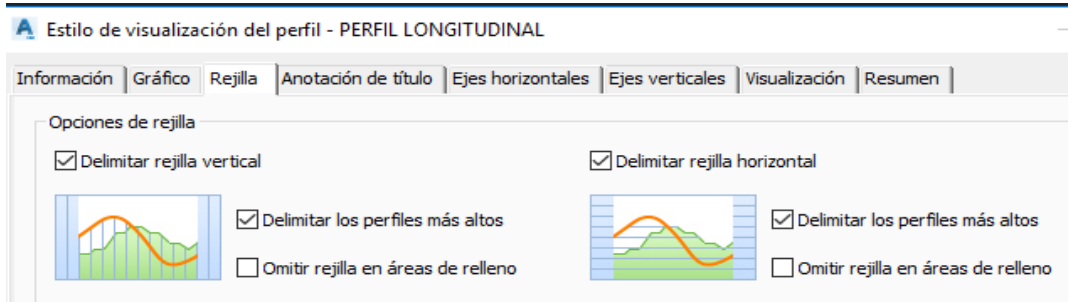 Estilo de visualización del perfil - PERFIL LONGITUDINAL
Información Gráfico Rejilla Anotación de título Ejes horizontales Ejes verticales Visualización Resumen
Opciones de rejilla
Delimitar rejilla vertical Delimitar rejilla horizontal
Delimitar los perfiles más altos Delimitar los perfiles más altos
Omitir rejilla en áreas de relleno Omitir rejilla en áreas de relleno